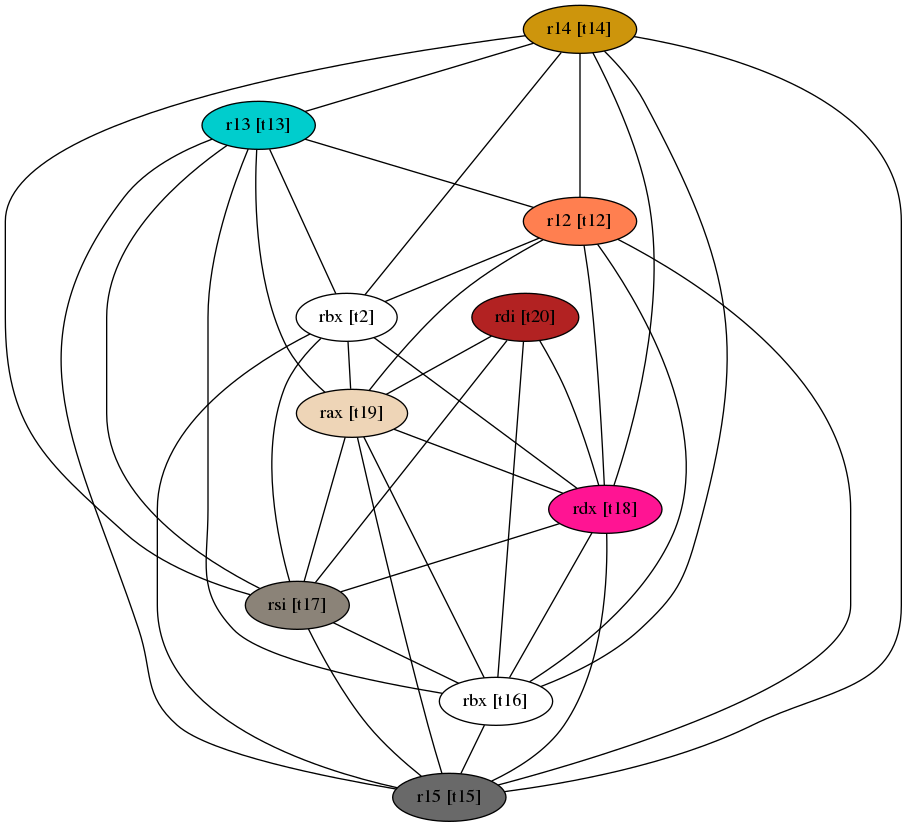 r14 [t14]
r13 [t13]
r12 [t12]
rbx [t2]
rdi [t20]
rax [t19]
rdx [t18]
rsi [t17]
rbx [t16]
r15 [t15]